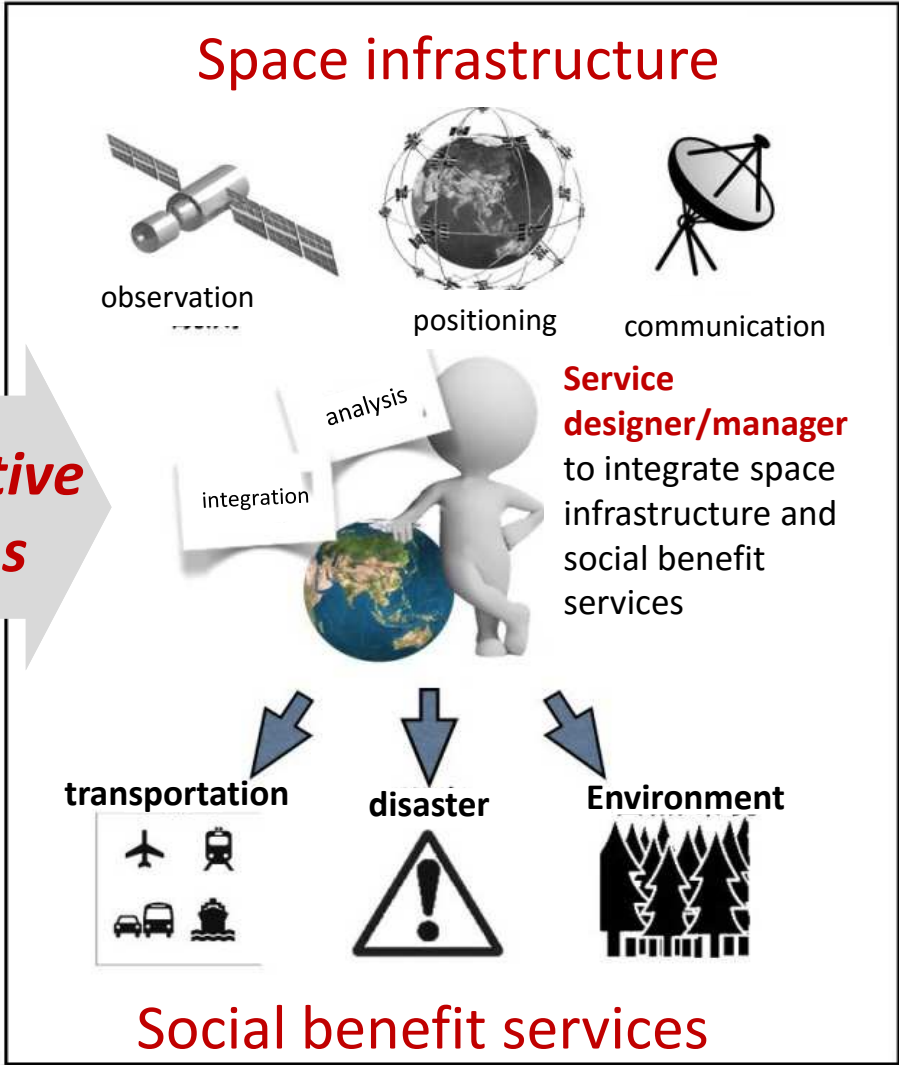 Space infrastructure
observation
positioning
communication
analysis
integration
Service
designer/manager
to integrate space
infrastructure and
social benefit
services
tive
s
transportation
disaster
Environment
Social benefit services